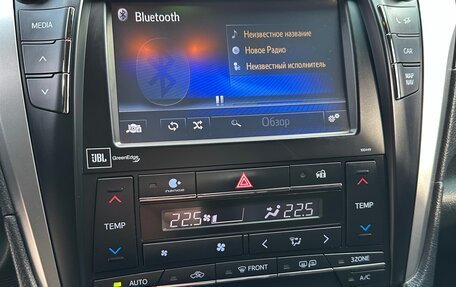 Bluetooth
MEDIA
Неизвестное название
Новое Радио
Неизвестный исполнитель
CAR
MAP
NAV
Обзор
JBL GreenEdge
TEMP
22.5
22.5
TEMP
AUTO
FRONT
3ZONE
A/C